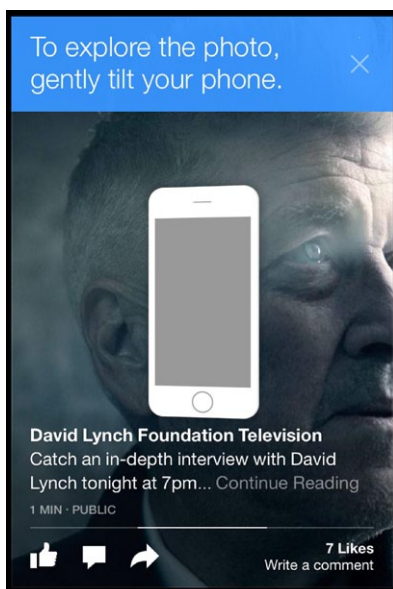 To explore the photo,
gently tilt your phone.
David Lynch Foundation Television
Catch an in-depth interview with David
Lynch tonight at 7pm... Continue Reading
1 MIN · PUBLIC
7 Likes
Write a comment